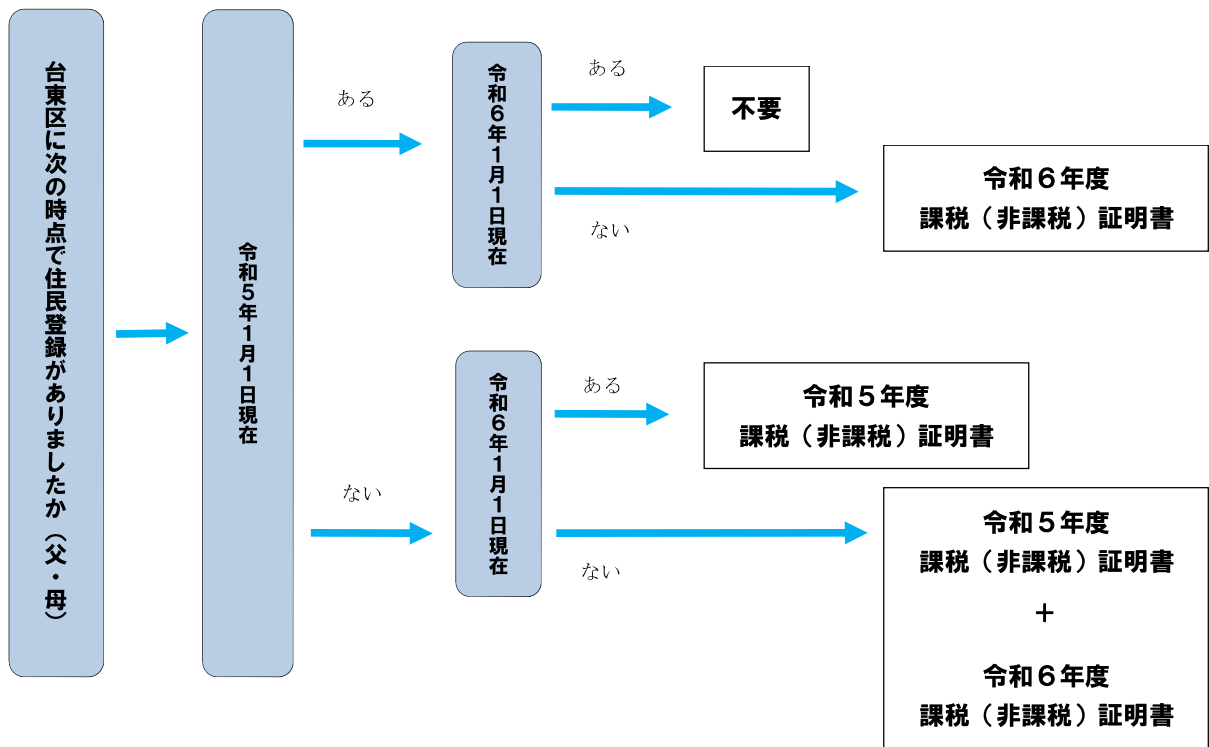 台東区に次の時点で住民登録がありましたか（父・母）
令和５年１月１日現在
ある
令和６年１月１日現在
ある
不要
ない
令和６年度
課税（非課税）証明書
ない
令和６年１月１日現在
ある
令和５年度
課税（非課税）証明書
ない
令和５年度
課税（非課税）証明書
＋
令和６年度
課税（非課税）証明書